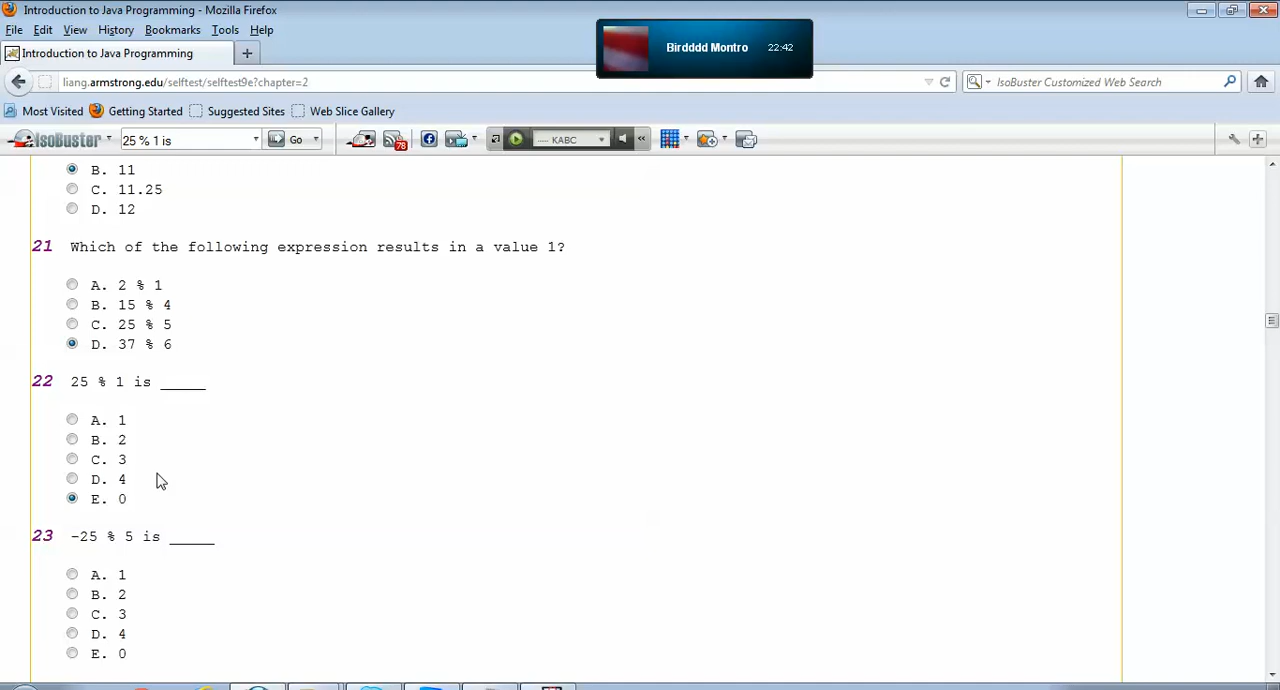 Introduction to Java Programming - Mozilla Firefox
File Edit View History Bookmarks Tools Help
Birdddd Montro 22:42
Introduction to Java Programming
liang.armstrong.edu/selftest/selftest9e?chapter=2
IsoBuster Customized Web Search
Most Visited Getting Started Suggested Sites Web Slice Gallery
IsoBuster 25 % 1 is Go 78 KABC
B. 11
C. 11.25
D. 12
21 Which of the following expression results in a value 1?
A. 2 % 1
B. 15 % 4
C. 25 % 5
D. 37 % 6
22 25 % 1 is _____
A. 1
B. 2
C. 3
D. 4
E. 0
23 -25 % 5 is _____
A. 1
B. 2
C. 3
D. 4
E. 0